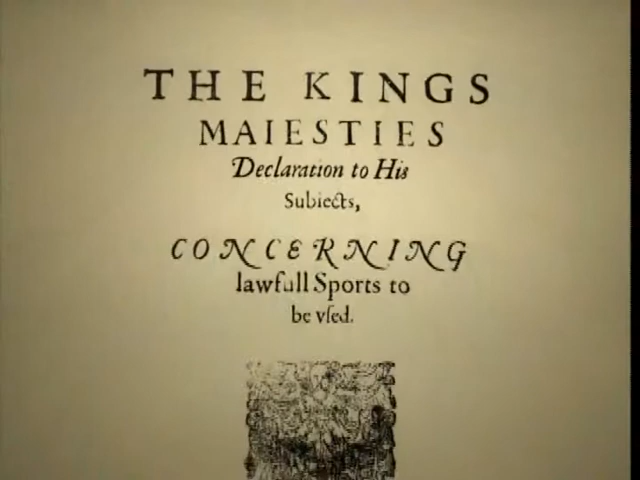 THE KINGS
MAIESTIES
Declaration to His
Subiects,
CONCERNING
lawfull Sports to
be vſed.